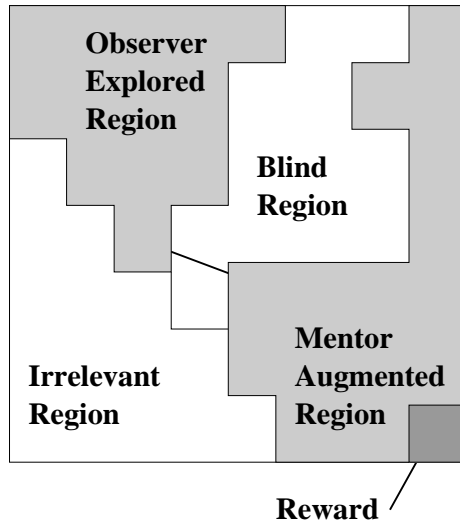 Observer
Explored
Region
Blind
Region
Mentor
Augmented
Region
Irrelevant
Region
Reward